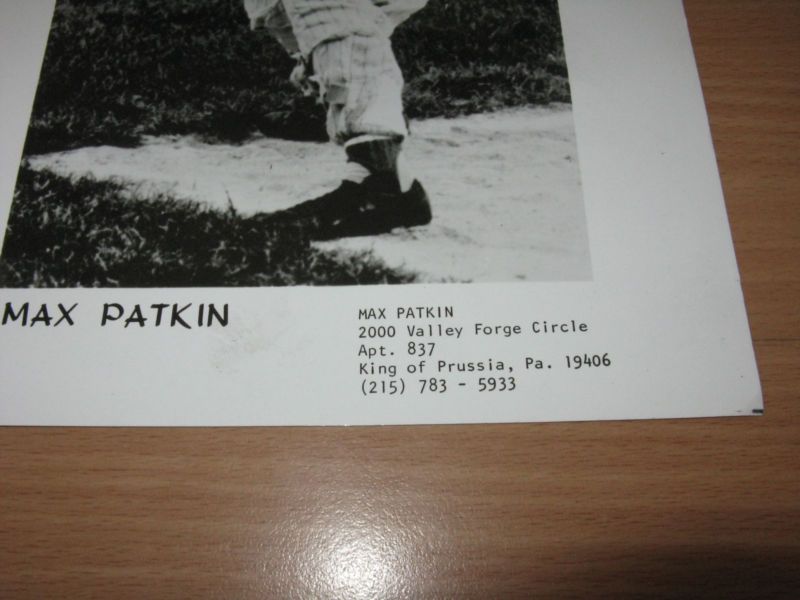 MAX PATKIN
MAX PATKIN
2000 Valley Forge Circle
Apt. 837
King of Prussia, Pa. 19406
(215) 783 - 5933